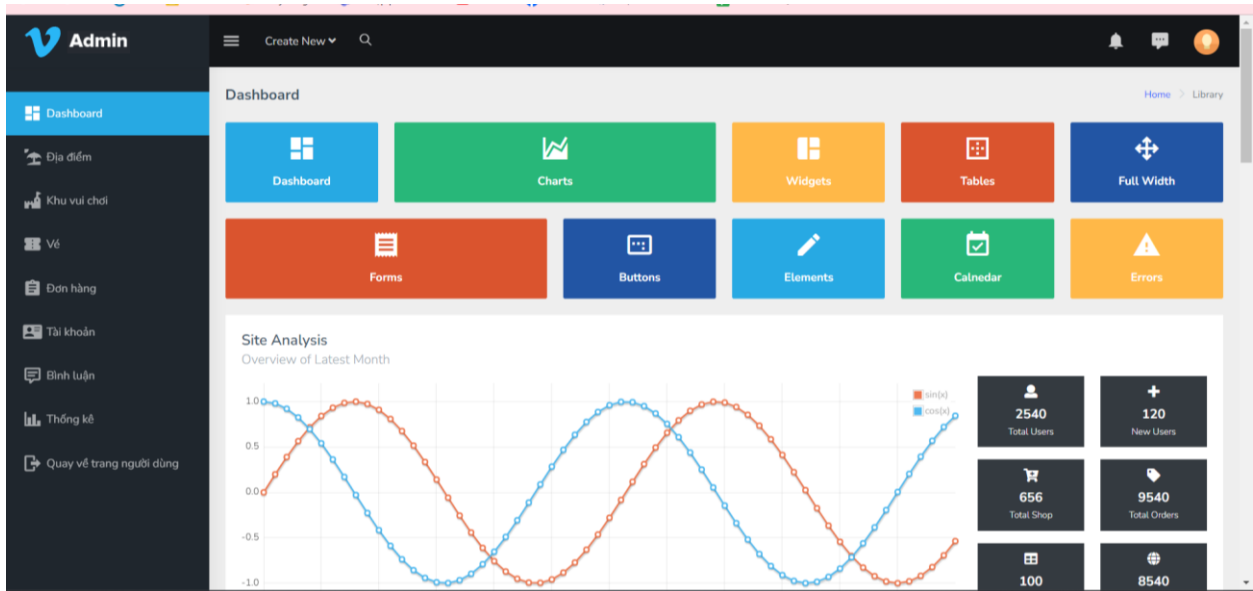 Admin
Create New
Dashboard
Địa điểm
Khu vui chơi
Vé
Đơn hàng
Tài khoản
Bình luận
Thống kê
Quay về trang người dùng
Dashboard
Home > Library
Dashboard
Charts
Widgets
Tables
Full Width
Forms
Buttons
Elements
Calnedar
Errors
Site Analysis
Overview of Latest Month
1.0
0.5
0.0
-0.5
-1.0
sin(x)
cos(x)
2540
Total Users
120
New Users
656
Total Shop
9540
Total Orders
100
8540